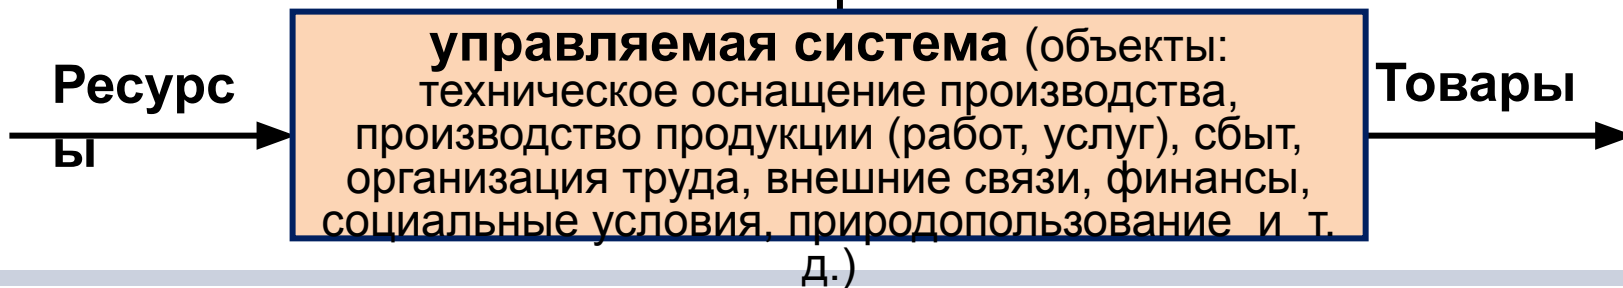 Ресурс
ы
управляемая система (объекты:
техническое оснащение производства,
производство продукции (работ, услуг), сбыт,
организация труда, внешние связи, финансы,
социальные условия, природопользование и т.
д.)
Товары